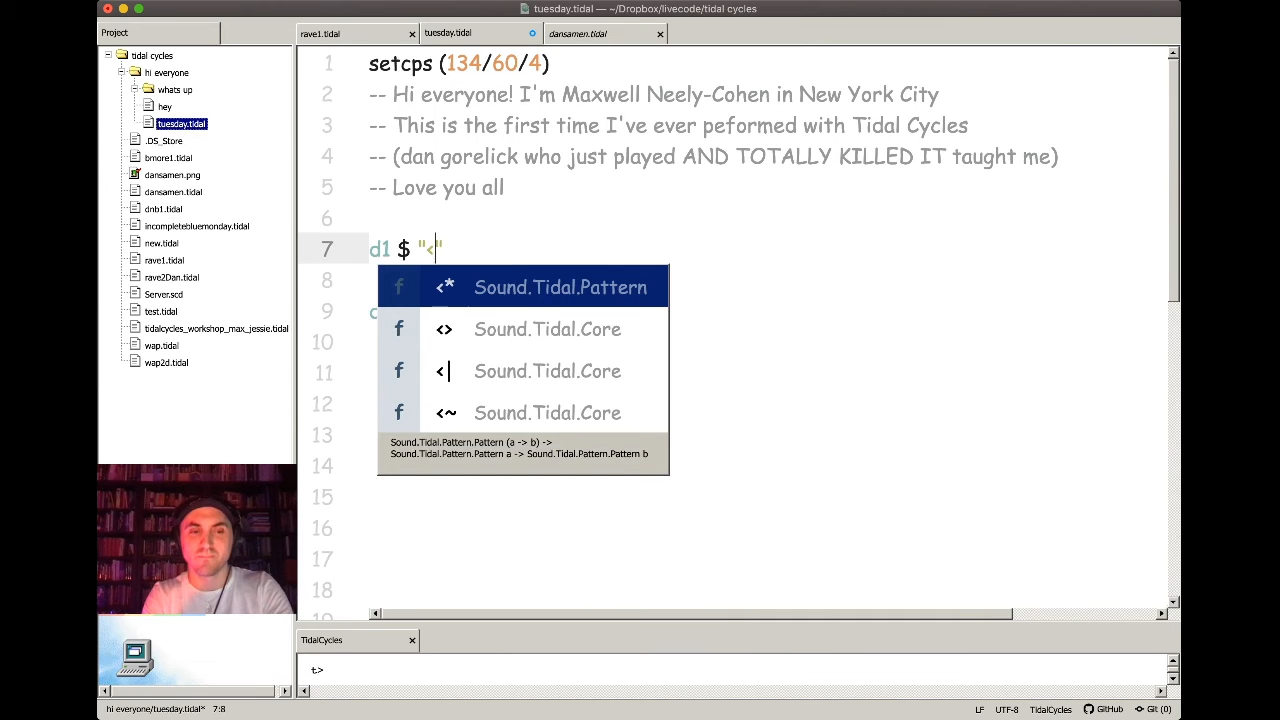 tuesday.tidal — ~/Dropbox/livecode/tidal cycles
Project
rave1.tidal
tuesday.tidal
dansamen.tidal
tidal cycles
hi everyone
whats up
hey
tuesday.tidal
.DS_Store
bmore1.tidal
dansamen.png
dansamen.tidal
dnb1.tidal
incompletebluemonday.tidal
new.tidal
rave1.tidal
rave2Dan.tidal
Server.scd
test.tidal
tidalcycles_workshop_max_jessie.tidal
wap.tidal
wap2d.tidal
1 setcps (134/60/4)
2 -- Hi everyone! I'm Maxwell Neely-Cohen in New York City
3 -- This is the first time I've ever peformed with Tidal Cycles
4 -- (dan gorelick who just played AND TOTALLY KILLED IT taught me)
5 -- Love you all
6
7 d1 $ "<"
8
9
10
11
12
13
14
15
16
17
18
f <* Sound.Tidal.Pattern
f <> Sound.Tidal.Core
f <| Sound.Tidal.Core
f <~ Sound.Tidal.Core
Sound.Tidal.Pattern.Pattern (a -> b) ->
Sound.Tidal.Pattern.Pattern a -> Sound.Tidal.Pattern.Pattern b
TidalCycles
t>
hi everyone/tuesday.tidal* 7:8
LF UTF-8 TidalCycles GitHub Git (0)